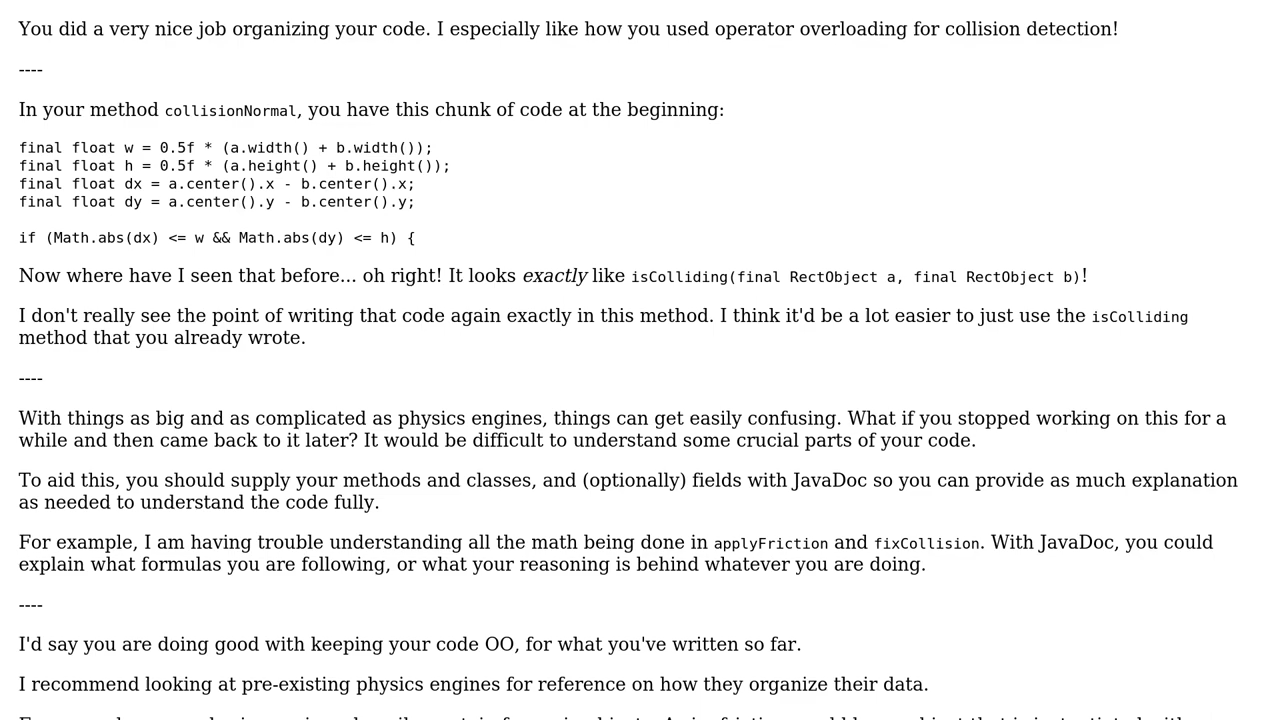 You did a very nice job organizing your code. I especially like how you used operator overloading for collision detection!
----
In your method collisionNormal, you have this chunk of code at the beginning:
final float w = 0.5f * (a.width() + b.width());
final float h = 0.5f * (a.height() + b.height());
final float dx = a.center().x - b.center().x;
final float dy = a.center().y - b.center().y;
if (Math.abs(dx) <= w && Math.abs(dy) <= h) {
Now where have I seen that before... oh right! It looks exactly like isColliding(final RectObject a, final RectObject b)!
I don't really see the point of writing that code again exactly in this method. I think it'd be a lot easier to just use the isColliding
method that you already wrote.
----
With things as big and as complicated as physics engines, things can get easily confusing. What if you stopped working on this for a
while and then came back to it later? It would be difficult to understand some crucial parts of your code.
To aid this, you should supply your methods and classes, and (optionally) fields with JavaDoc so you can provide as much explanation
as needed to understand the code fully.
For example, I am having trouble understanding all the math being done in applyFriction and fixCollision. With JavaDoc, you could
explain what formulas you are following, or what your reasoning is behind whatever you are doing.
----
I'd say you are doing good with keeping your code OO, for what you've written so far.
I recommend looking at pre-existing physics engines for reference on how they organize their data.